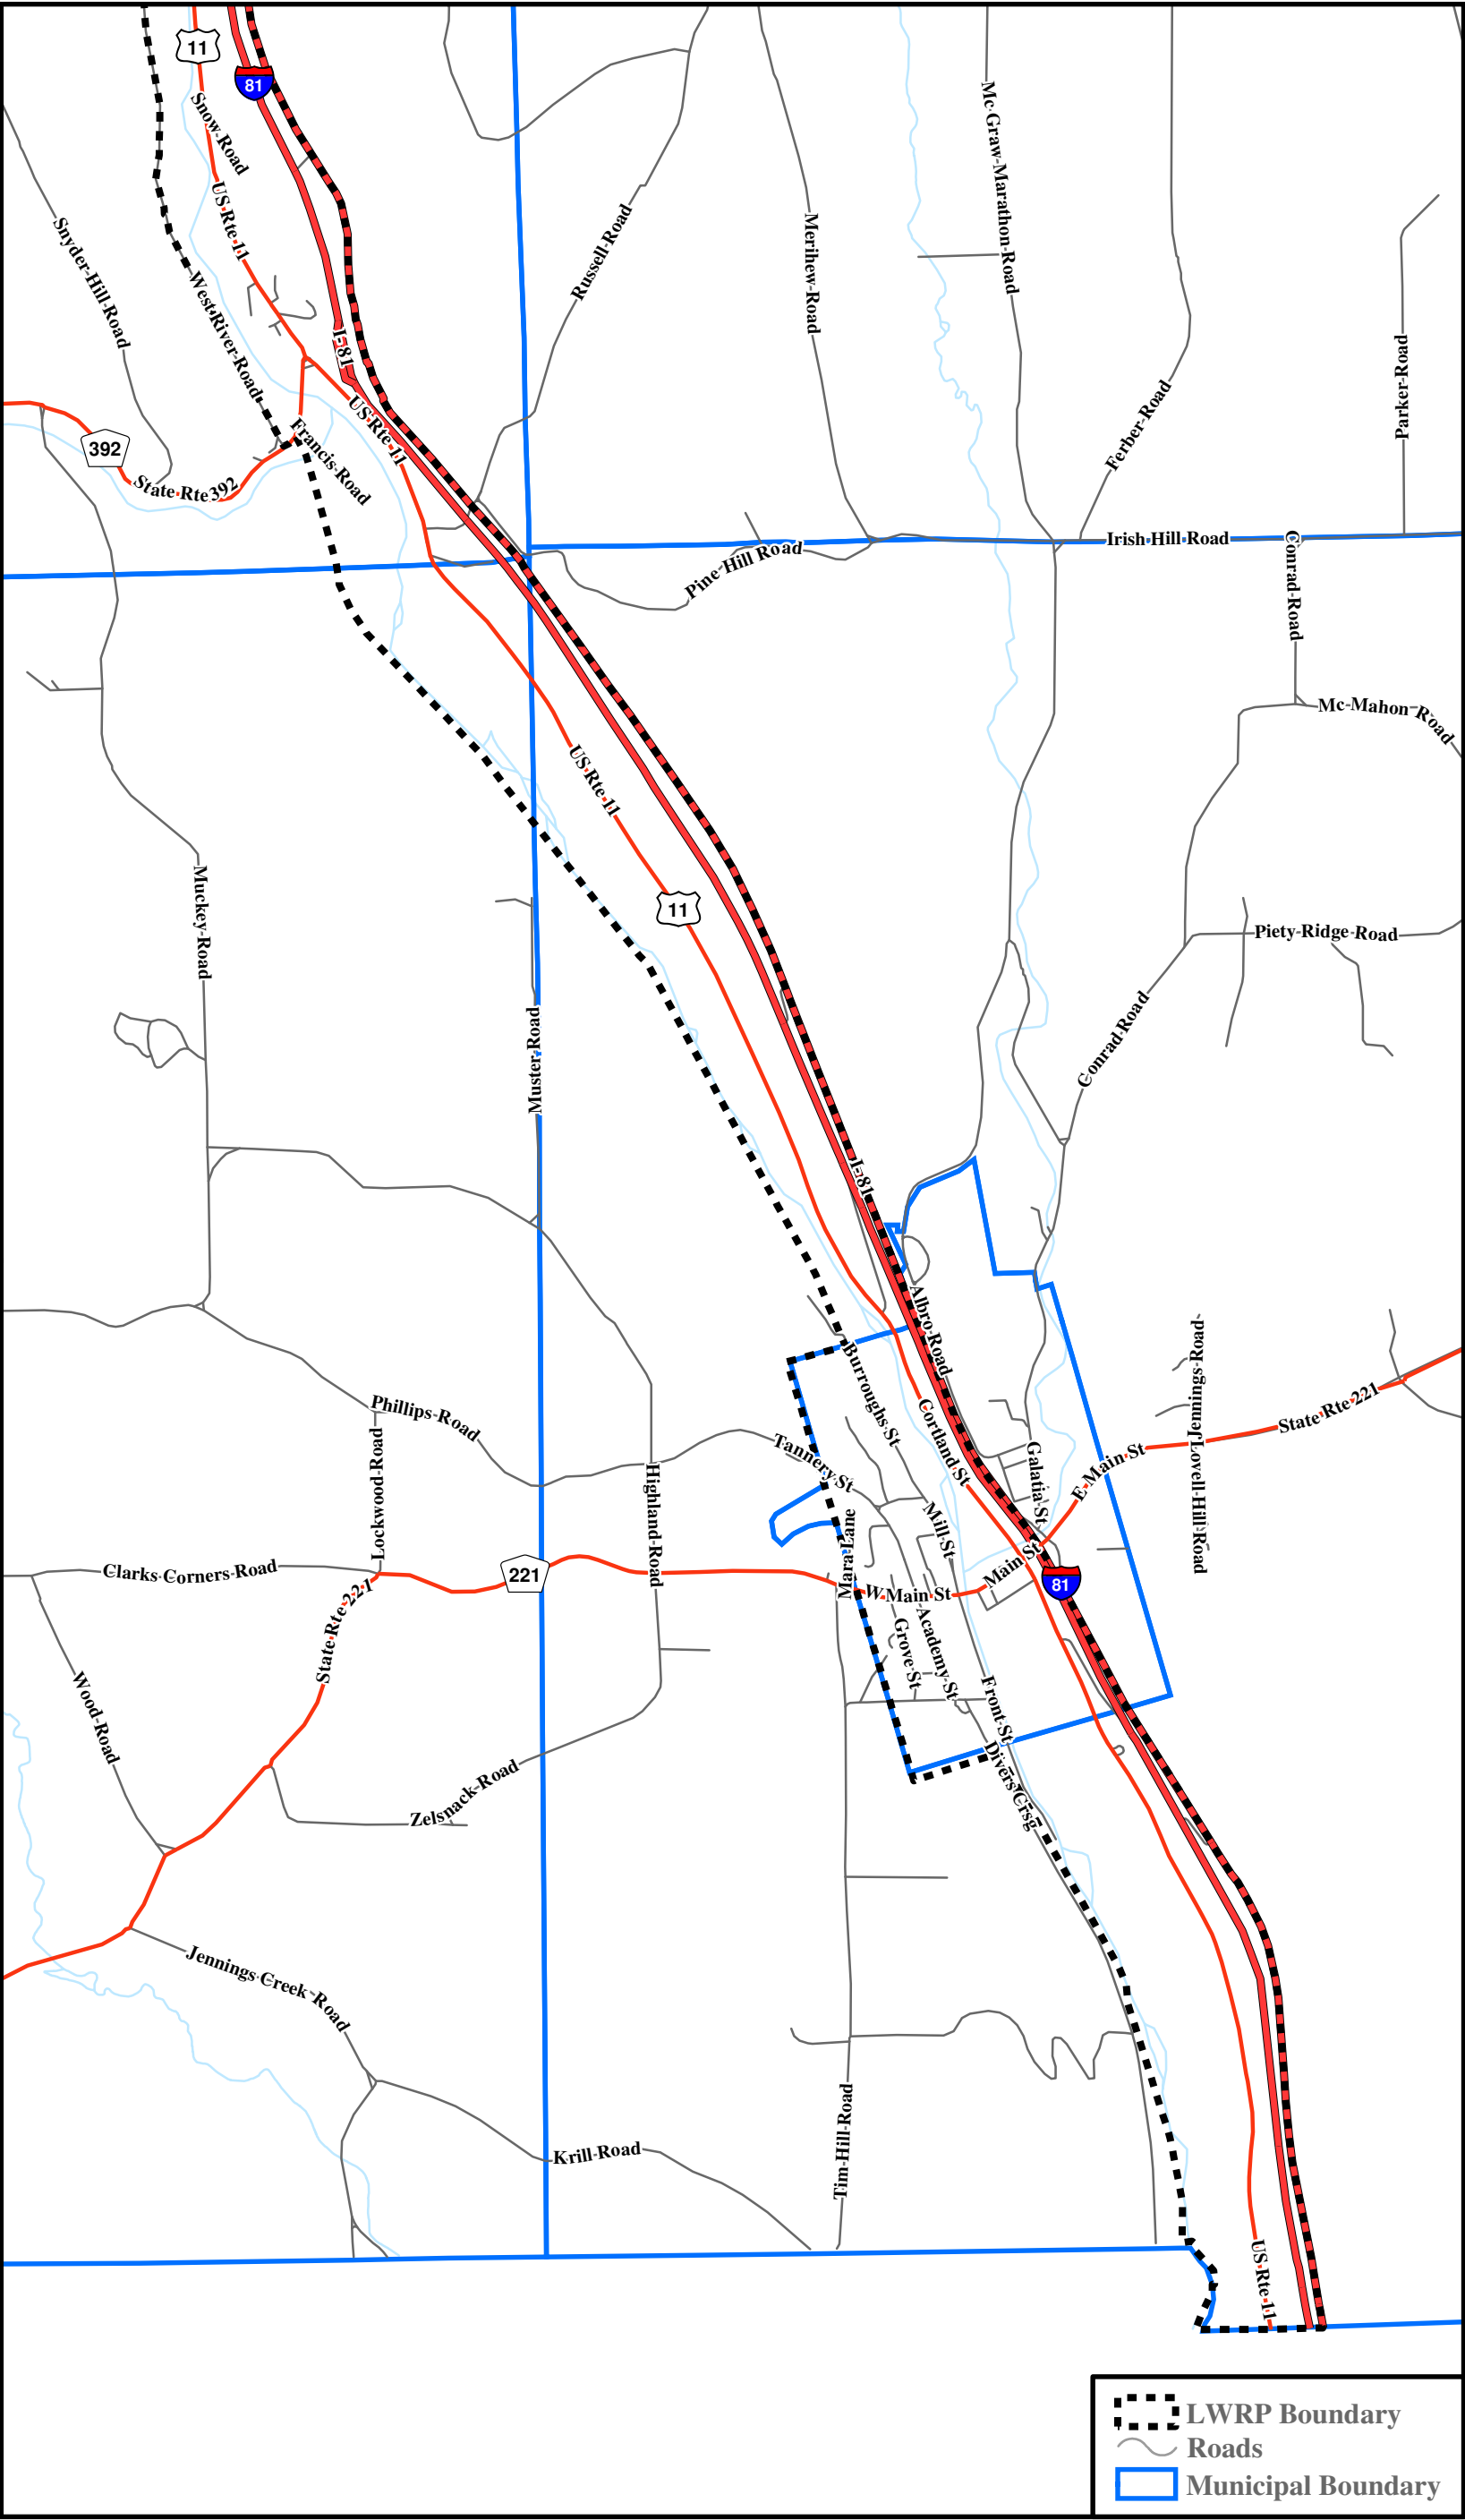 11
81
Snow Road
US Rte 11
Snyder Hill Road
West River Road
I-81
Russell Road
Merihew Road
Mc Graw-Marathon Road
Ferber Road
Parker Road
392
State Rte 392
Francis Road
US Rte 11
Pine Hill Road
Irish Hill Road
Conrad Road
Mc-Mahon Road
US Rte 11
11
Muckey Road
Piety Ridge Road
Muster Road
Conrad Road
I-81
Albro Road
Burroughs St
Cortland St
Jennings Road
State Rte 221
Phillips Road
Lockwood Road
Tannery St
Highland Road
Galatia St
E Main St
Lovell Hill Road
Mill St
Mara Lane
Clarks Corners Road
221
State Rte 221
Main St
81
W Main St
Academy St
Grove St
Wood Road
Front St
Divers Crsg
Zelsnack Road
Jennings Creek Road
Krill Road
Tim Hill Road
US Rte 11
LWRP Boundary
Roads
Municipal Boundary